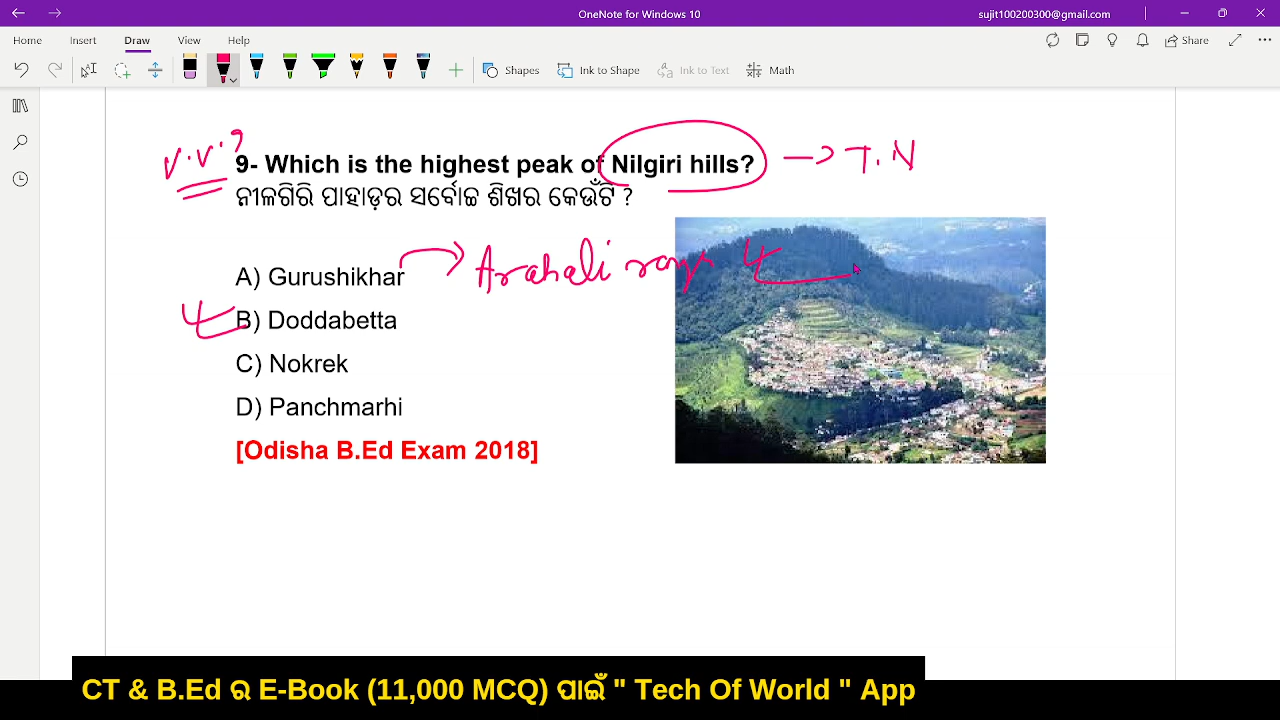 OneNote for Windows 10
sujit100200300@gmail.com
Home Insert Draw View Help
Share
Shapes Ink to Shape Ink to Text Math
V.V.?
9- Which is the highest peak of Nilgiri hills? → T.N
ନୀଳଗିରି ପାହାଡ଼ର ସର୍ବୋଚ୍ଚ ଶିଖର କେଉଁଟି ?
A) Gurushikhar → Arahali
B) Doddabetta
C) Nokrek
D) Panchmarhi
[Odisha B.Ed Exam 2018]
CT & B.Ed ର E-Book (11,000 MCQ) ପାଇଁ " Tech Of World " App